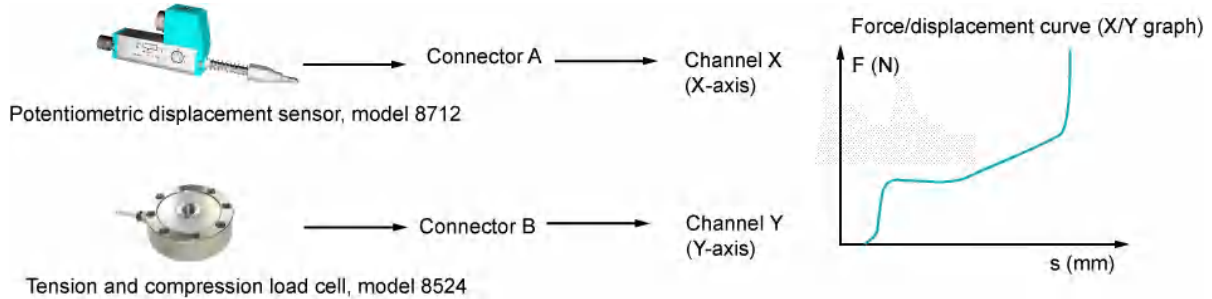 Force/displacement curve (X/Y graph)
Connector A
Channel X
(X-axis)
F (N)
Potentiometric displacement sensor, model 8712
Connector B
Channel Y
(Y-axis)
s (mm)
Tension and compression load cell, model 8524